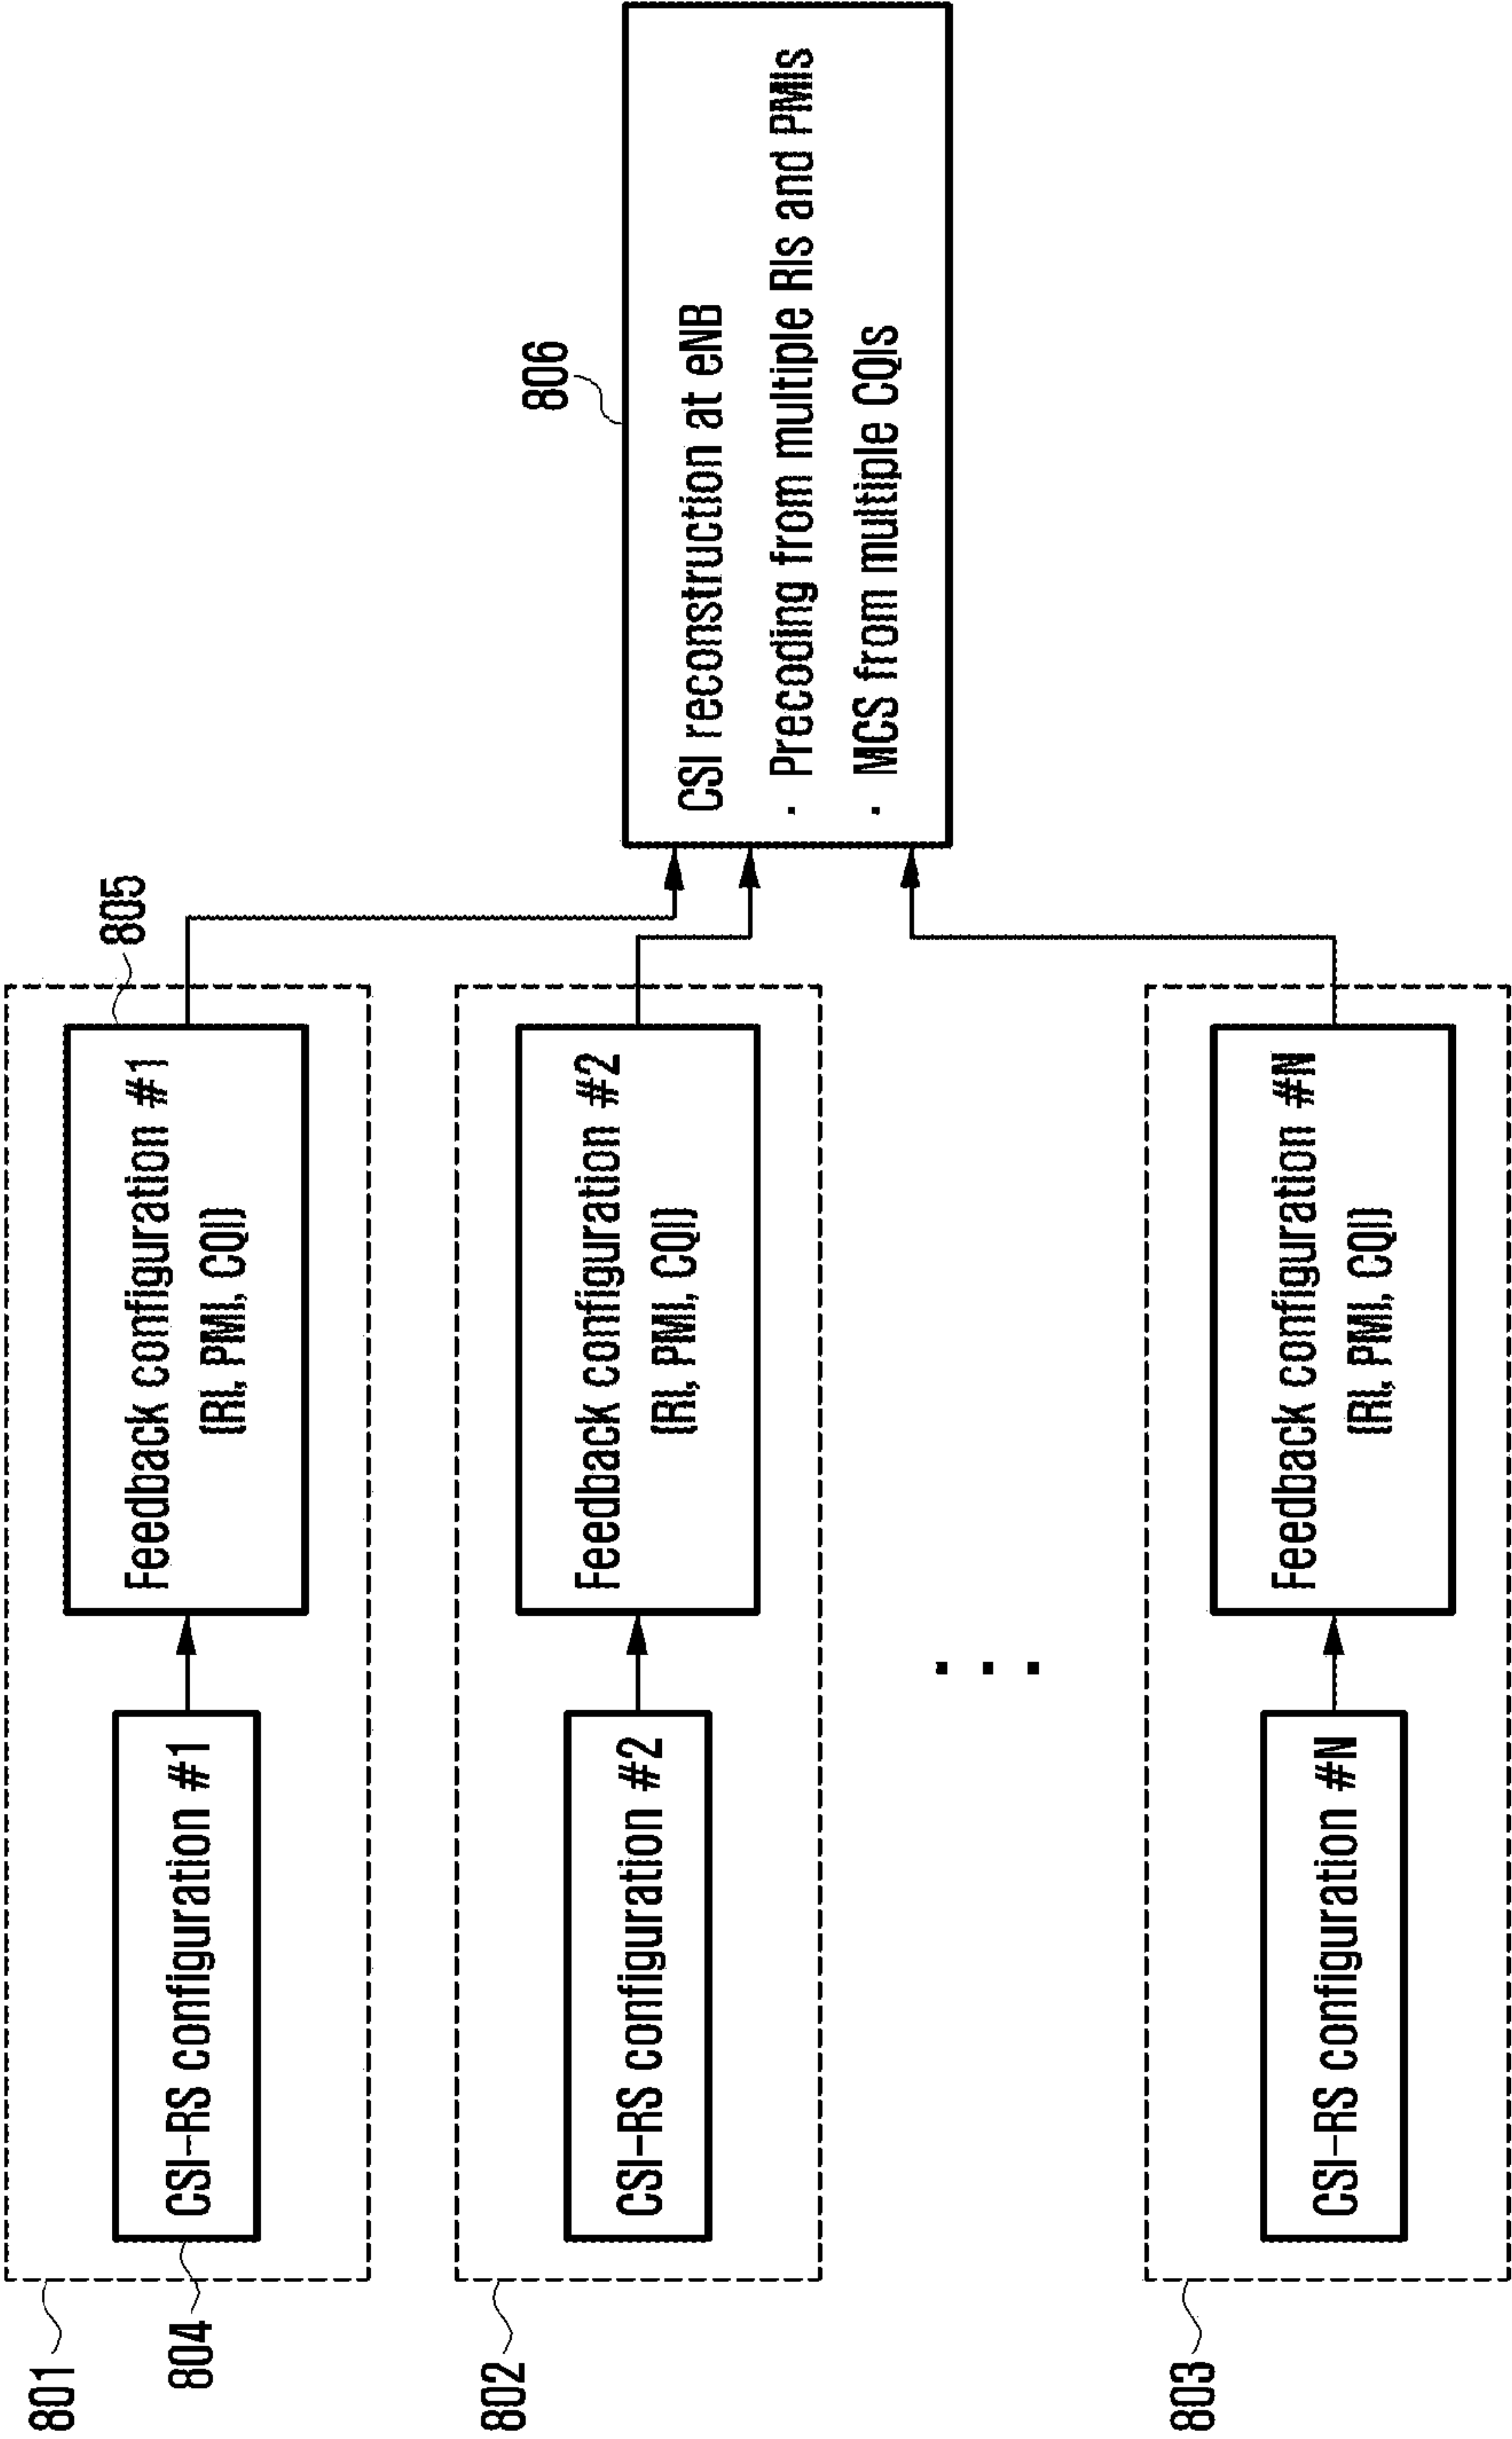 801
804
CSI-RS configuration #1
Feedback configuration #1
(RI, PMI, CQI)
805
802
CSI-RS configuration #2
Feedback configuration #2
(RI, PMI, CQI)
. . .
803
CSI-RS configuration #N
Feedback configuration #N
(RI, PMI, CQI)
806
CSI reconstruction at eNB
· Precoding from multiple RIs and PMIs
· MCS from multiple CQIs